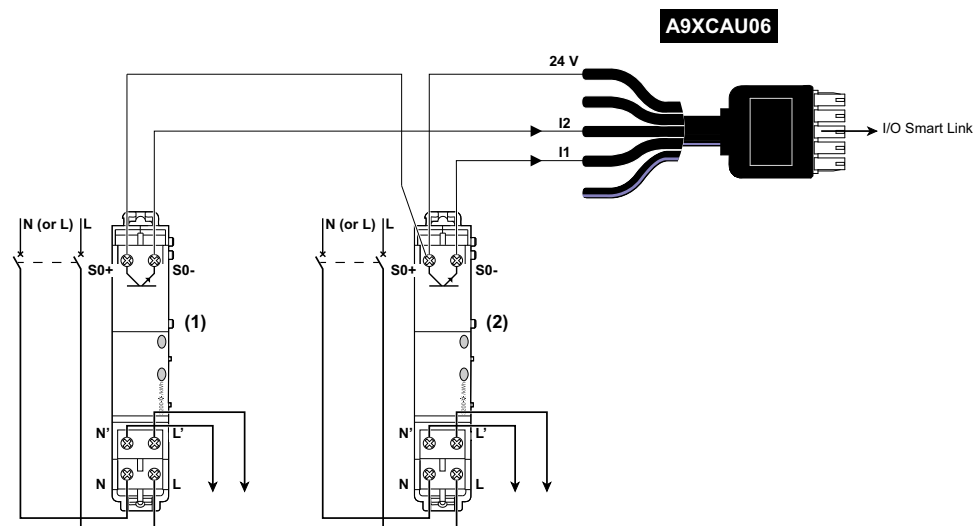 A9XCAU06
24 V
I2
I/O Smart Link
I1
N (or L) L
N (or L) L
S0+ S0-
S0+ S0-
(1)
(2)
N' L'
N' L'
N L
N L